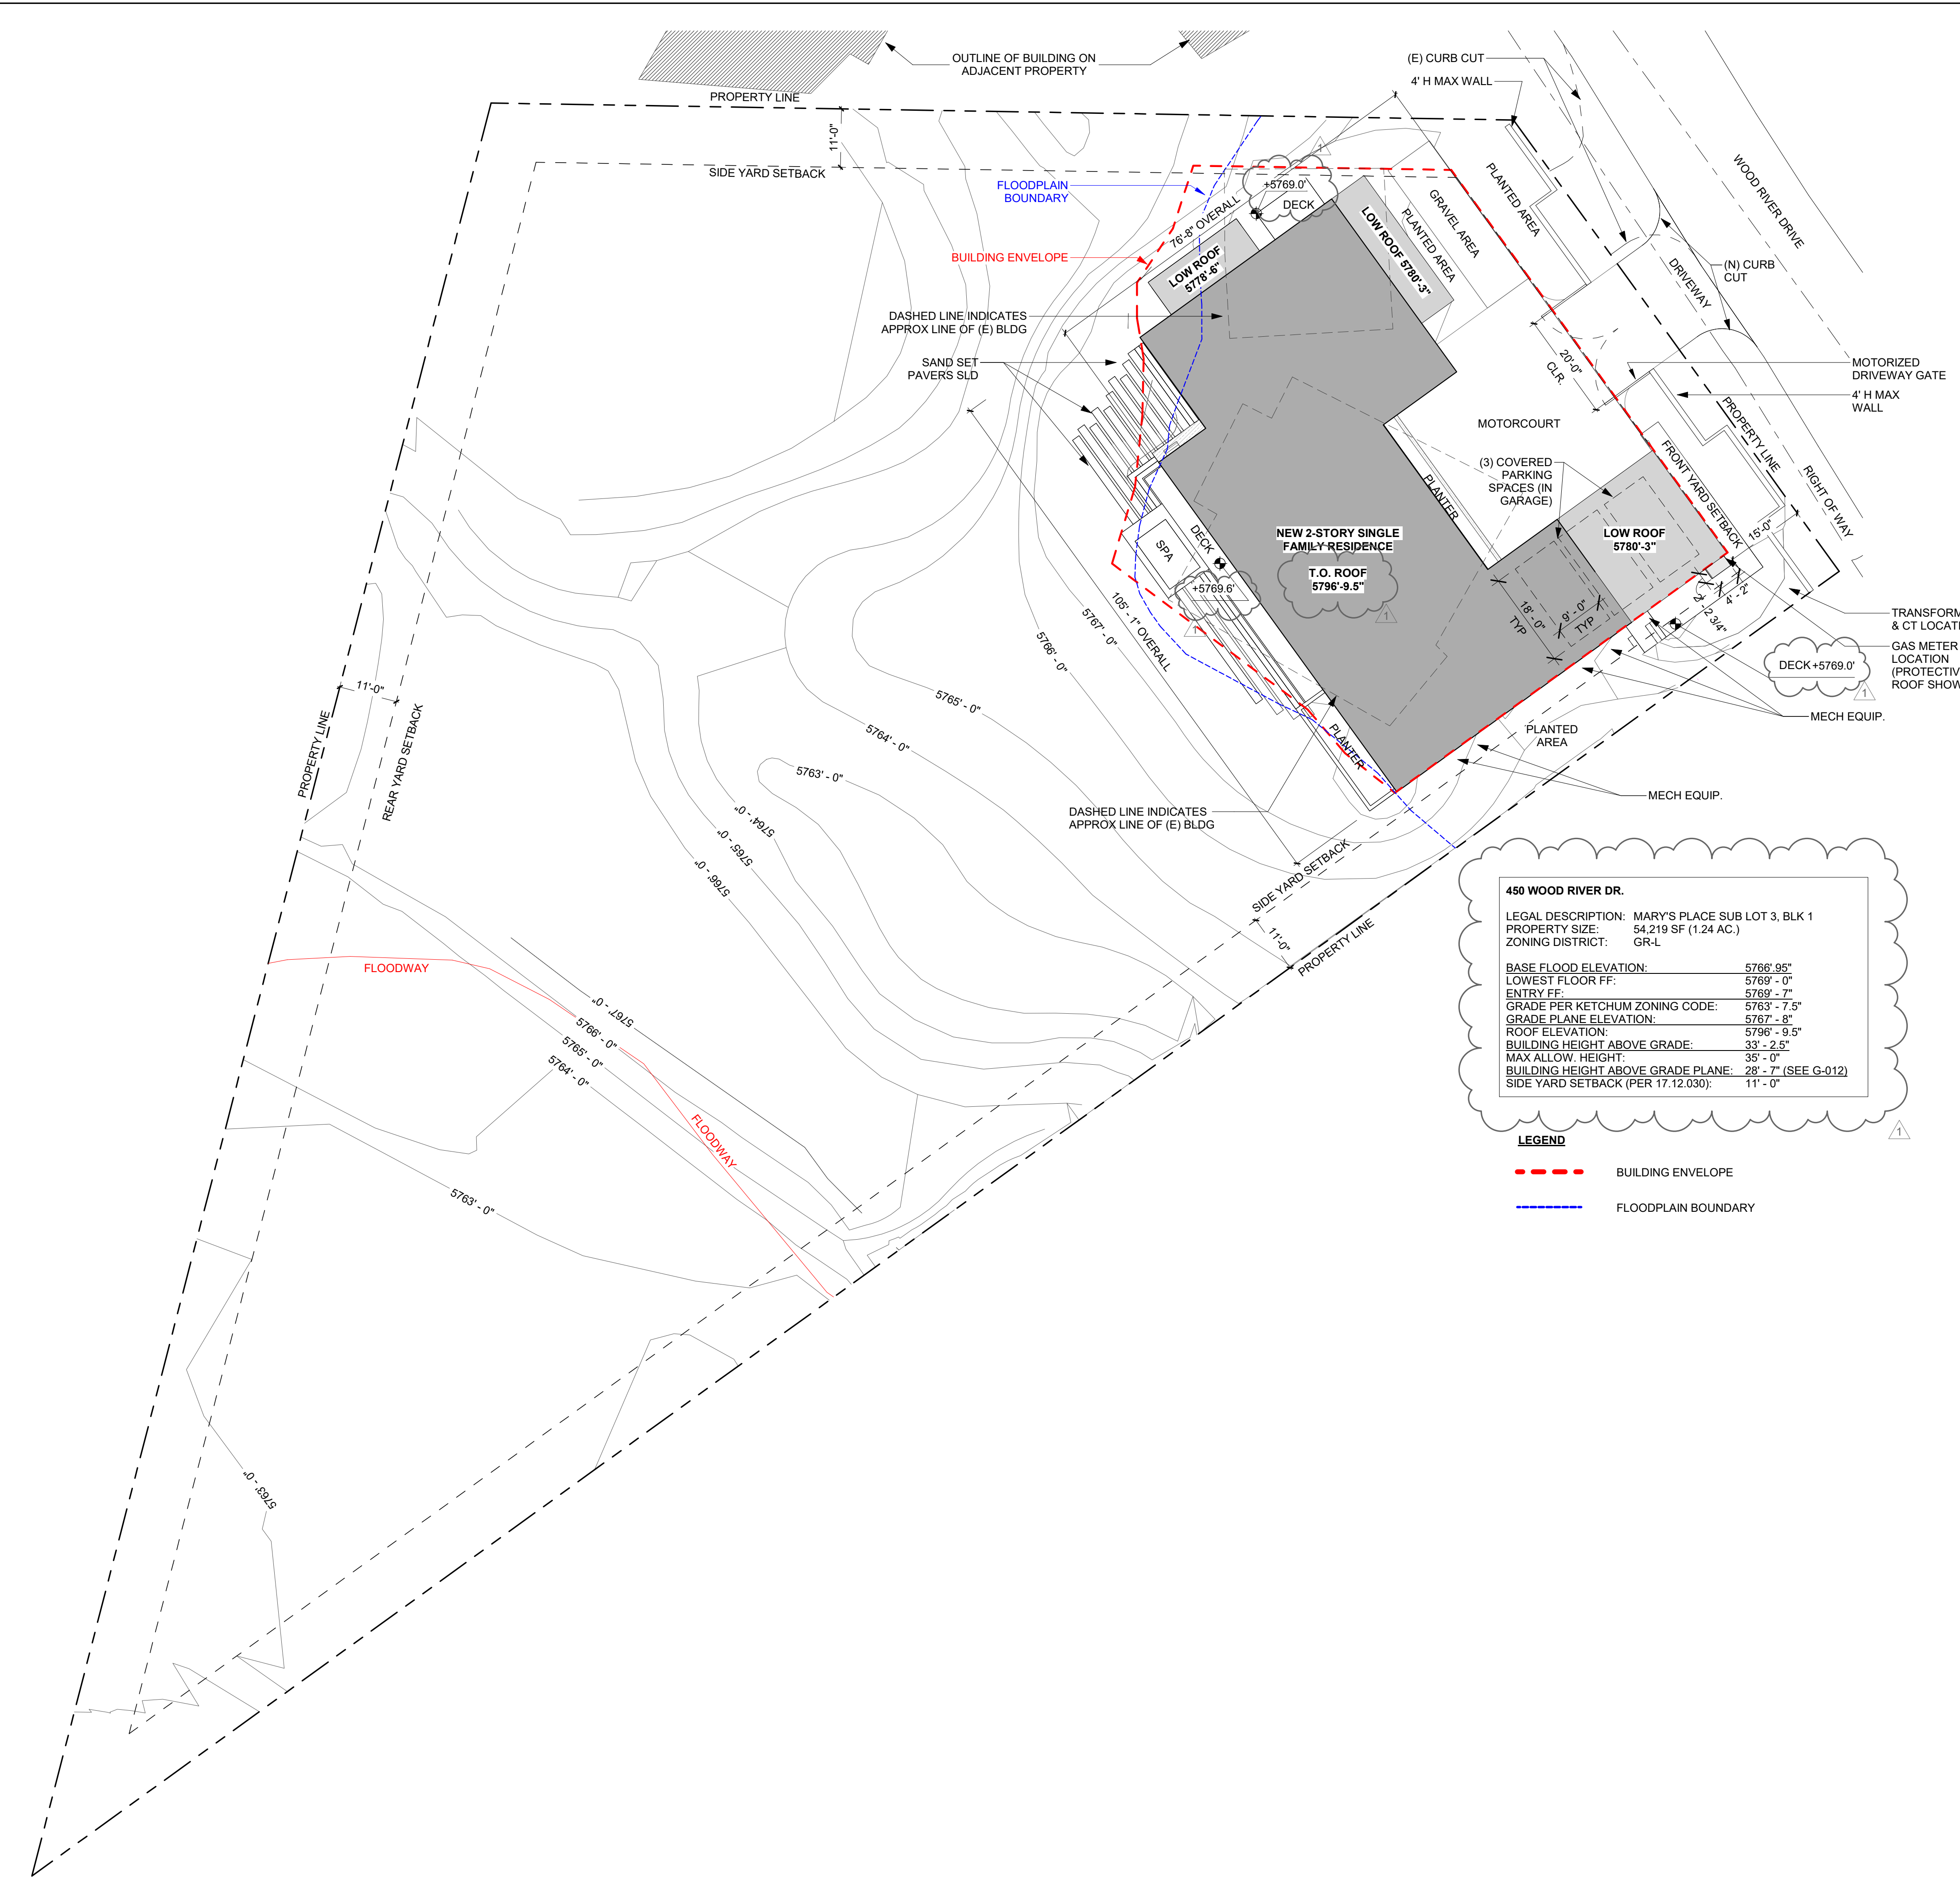 OUTLINE OF BUILDING ON
ADJACENT PROPERTY
(E) CURB CUT
4' H MAX WALL
PROPERTY LINE
11'-0"
SIDE YARD SETBACK
FLOODPLAIN
BOUNDARY
1
+5769.0'
DECK
76'-8" OVERALL
BUILDING ENVELOPE
LOW ROOF
5778'-6"
LOW ROOF 5780'-3"
PLANTED AREA
GRAVEL AREA
PLANTED AREA
WOOD RIVER DRIVE
DRIVEWAY
(N) CURB
CUT
DASHED LINE INDICATES
APPROX LINE OF (E) BLDG
SAND SET
PAVERS SLD
20'-0"
CLR.
MOTORIZED
DRIVEWAY GATE
4' H MAX
WALL
PROPERTY LINE
MOTORCOURT
(3) COVERED
PARKING
SPACES (IN
GARAGE)
FRONT YARD SETBACK
RIGHT OF WAY
PLANTER
15'-0"
NEW 2-STORY SINGLE
FAMILY RESIDENCE
T.O. ROOF
5796'-9.5"
1
LOW ROOF
5780'-3"
DECK
SPA
+5769.6'
1
105' - 1" OVERALL
18' - 0"
TYP
9' - 0"
TYP
2' - 2 3/4"
4' - 2"
TRANSFORM
& CT LOCATI
GAS METER
LOCATION
(PROTECTIV
ROOF SHOW
DECK+5769.0'
1
MECH EQUIP.
PLANTED
AREA
MECH EQUIP.
PLANTER
DASHED LINE INDICATES
APPROX LINE OF (E) BLDG
5767' - 0"
5766' - 0"
5765' - 0"
5764' - 0"
5763' - 0"
5764' - 0"
5765' - 0"
5766' - 0"
11'-0"
PROPERTY LINE
REAR YARD SETBACK
SIDE YARD SETBACK
11'-0"
PROPERTY LINE
FLOODWAY
5767' - 0"
5766' - 0"
5765' - 0"
5764' - 0"
FLOODWAY
5763' - 0"
5763' - 0"
450 WOOD RIVER DR.
LEGAL DESCRIPTION: MARY'S PLACE SUB LOT 3, BLK 1
PROPERTY SIZE: 54,219 SF (1.24 AC.)
ZONING DISTRICT: GR-L
BASE FLOOD ELEVATION: 5766'.95"
LOWEST FLOOR FF: 5769' - 0"
ENTRY FF: 5769' - 7"
GRADE PER KETCHUM ZONING CODE: 5763' - 7.5"
GRADE PLANE ELEVATION: 5767' - 8"
ROOF ELEVATION: 5796' - 9.5"
BUILDING HEIGHT ABOVE GRADE: 33' - 2.5"
MAX ALLOW. HEIGHT: 35' - 0"
BUILDING HEIGHT ABOVE GRADE PLANE: 28' - 7" (SEE G-012)
SIDE YARD SETBACK (PER 17.12.030): 11' - 0"
1
LEGEND
BUILDING ENVELOPE
FLOODPLAIN BOUNDARY